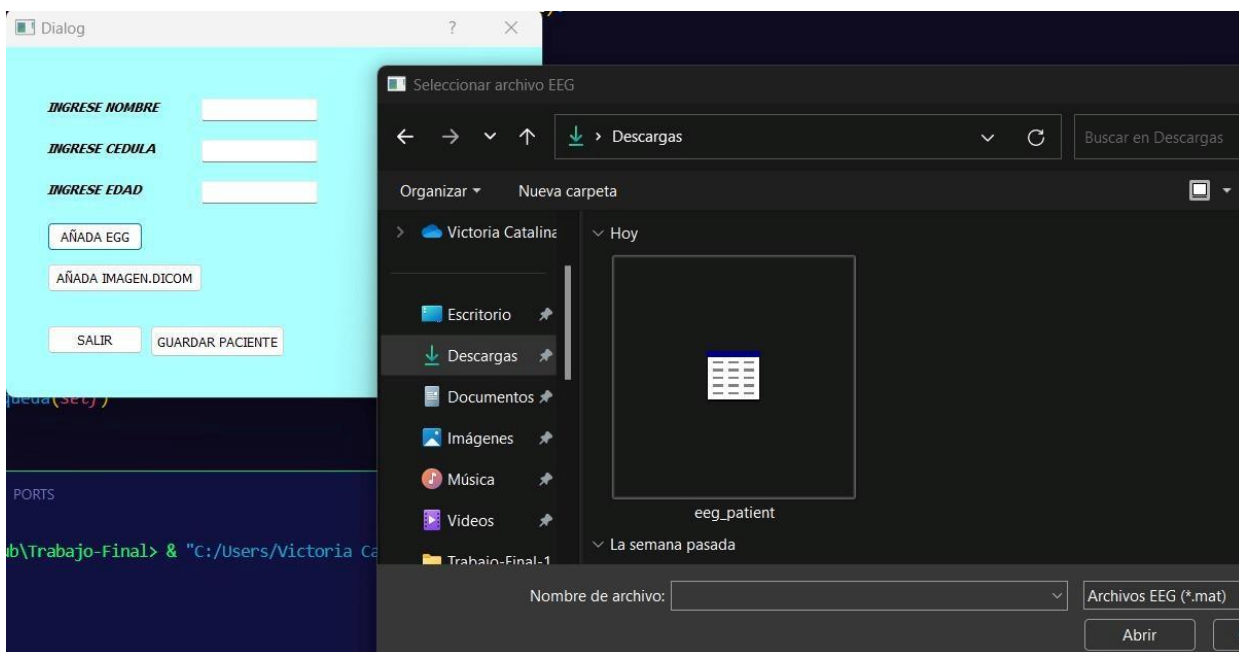 Dialog
?
INGRESE NOMBRE
INGRESE CEDULA
INGRESE EDAD
AÑADA EGG
AÑADA IMAGEN.DICOM
SALIR
GUARDAR PACIENTE
PORTS
ub\Trabajo-Final> & "C:/Users/Victoria Ca
Seleccionar archivo EEG
Descargas
Buscar en Descargas
Organizar
Nueva carpeta
Victoria Catalina
Escritorio
Descargas
Documentos
Imágenes
Música
Videos
Trabajo-Final-1
Hoy
eeg_patient
La semana pasada
Nombre de archivo:
Archivos EEG (*.mat)
Abrir